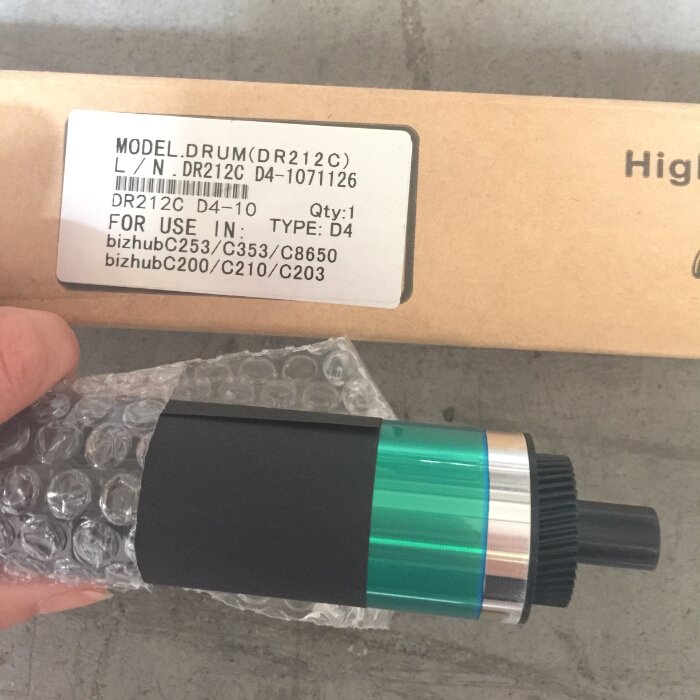 MODEL.DRUM(DR212C)
L / N .DR212C D4-1071126
DR212C D4-10 Qty:1
FOR USE IN: TYPE: D4
bizhubC253/C353/C8650
bizhubC200/C210/C203